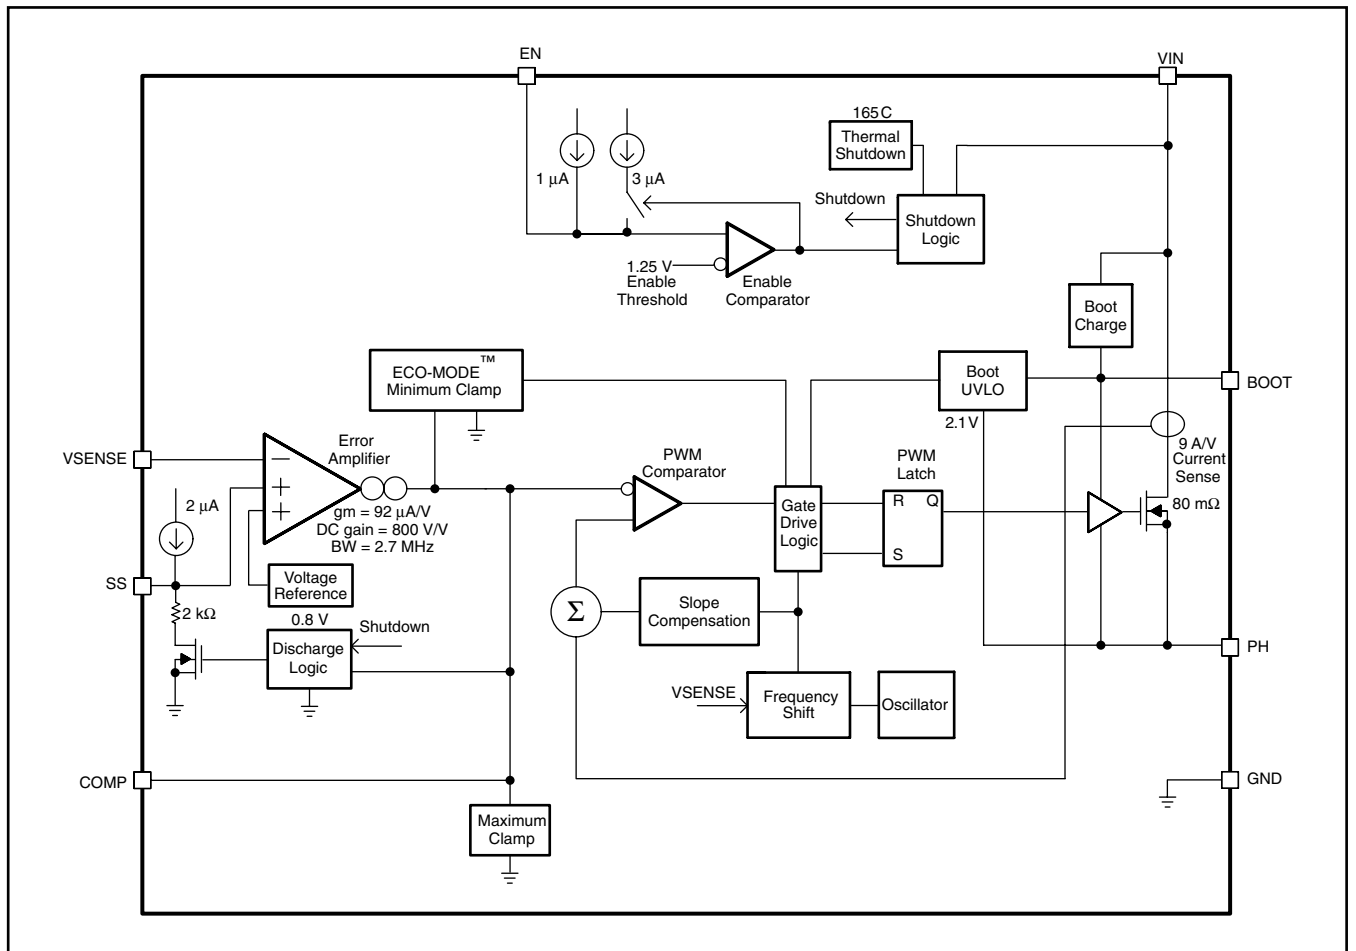 EN
VIN
165 C
Thermal
Shutdown
1 μA
3 μA
Shutdown
Shutdown
Logic
1.25 V
Enable
Threshold
Enable
Comparator
Boot
Charge
ECO-MODE™
Minimum Clamp
Boot
UVLO
BOOT
2.1 V
VSENSE
Error
Amplifier
PWM
Comparator
PWM
Latch
9 A/V
Current
Sense
80 mΩ
2 μA
gm = 92 μA/V
DC gain = 800 V/V
BW = 2.7 MHz
Gate
Drive
Logic
R
Q
S
SS
Voltage
Reference
2 kΩ
0.8 V
Shutdown
Discharge
Logic
Σ
Slope
Compensation
PH
VSENSE
Frequency
Shift
Oscillator
COMP
GND
Maximum
Clamp